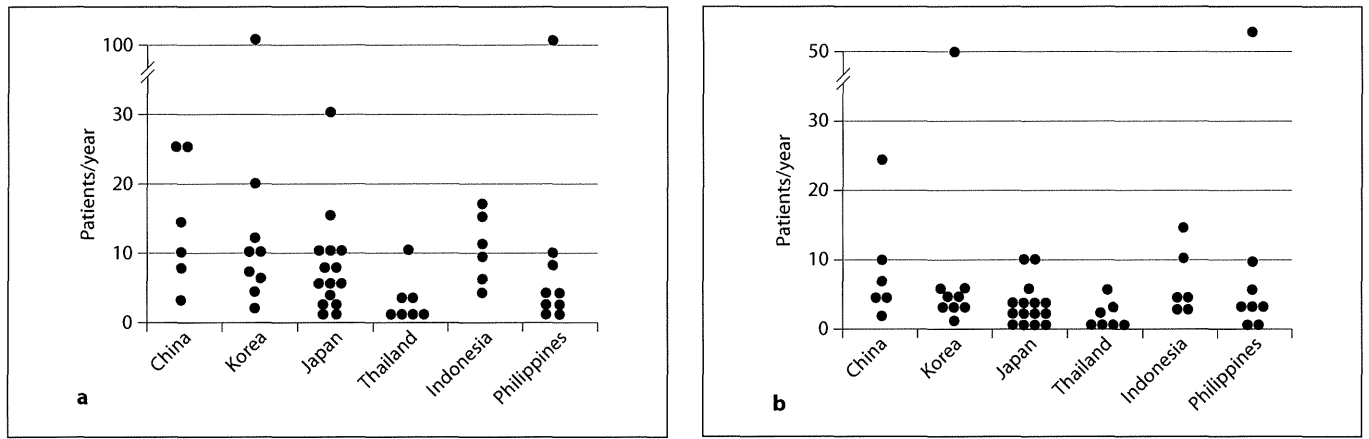 100
30
20
10
0
Patients/year
China
Korea
Japan
Thailand
Indonesia
Philippines
a
50
30
20
10
0
Patients/year
China
Korea
Japan
Thailand
Indonesia
Philippines
b